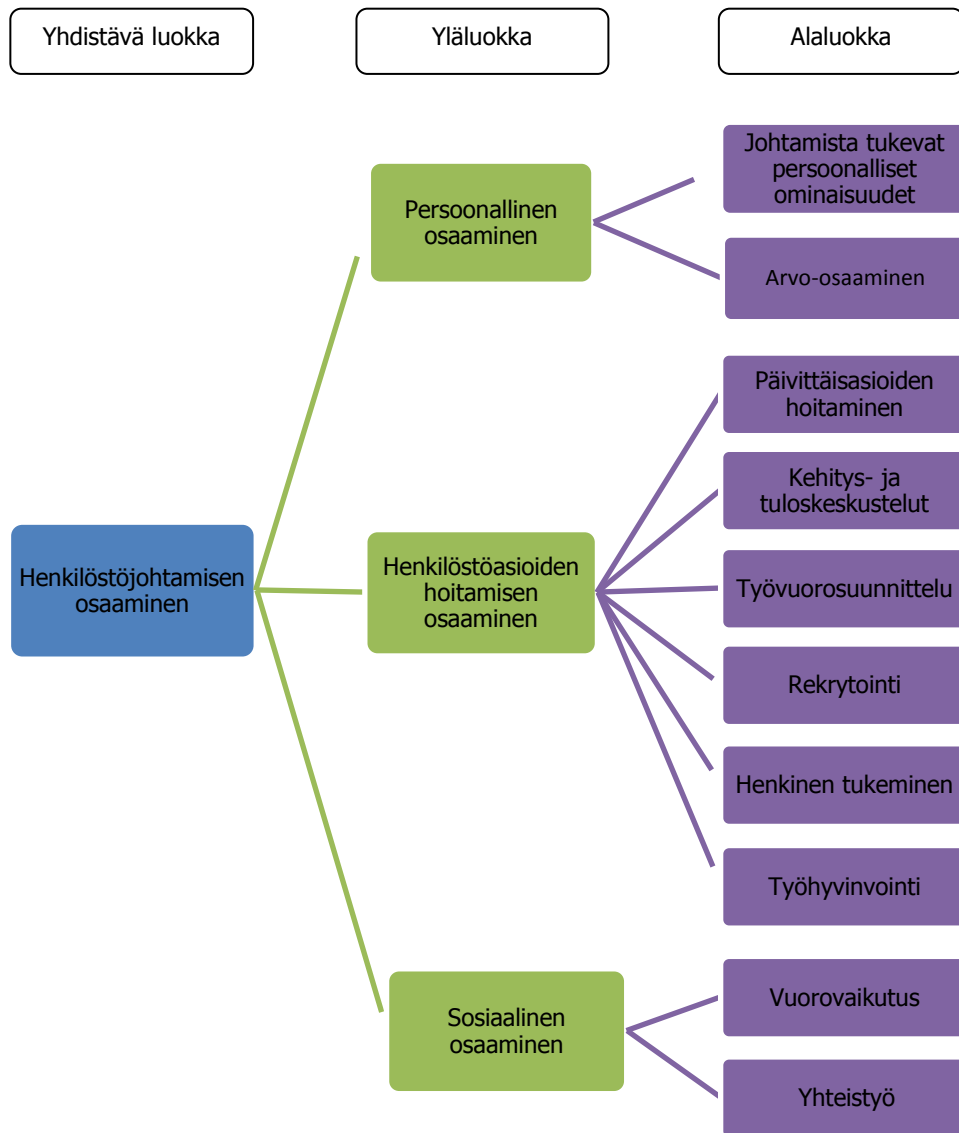 Yhdistävä luokka
Yläluokka
Alaluokka
Johtamista tukevat
persoonalliset
ominaisuudet
Persoonallinen
osaaminen
Arvo-osaaminen
Päivittäisasioiden
hoitaminen
Kehitys- ja
tuloskeskustelut
Henkilöstöjohtamisen
osaaminen
Henkilöstöasioiden
hoitamisen
osaaminen
Työvuorosuunnittelu
Rekrytointi
Henkinen tukeminen
Työhyvinvointi
Sosiaalinen
osaaminen
Vuorovaikutus
Yhteistyö